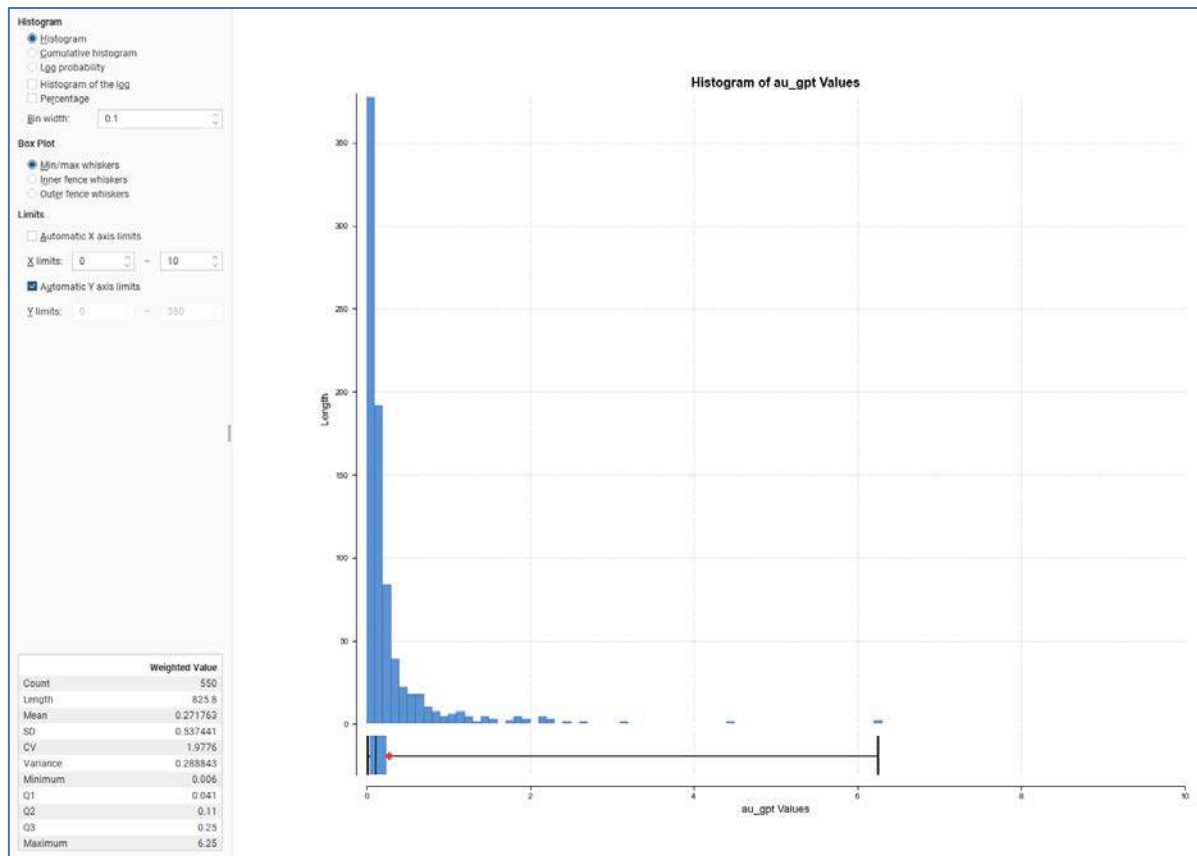 Histogram
Histogram
Cumulative histogram
Log probability
Histogram of the log
Percentage
Bin width: 0.1
Box Plot
Min/max whiskers
Inner fence whiskers
Outer fence whiskers
Limits
Automatic X axis limits
X limits: 0 – 10
Automatic Y axis limits
Y limits: 0 – 380
Weighted Value
Count 550
Length 825.8
Mean 0.271763
SD 0.537441
CV 1.9776
Variance 0.288843
Minimum 0.006
Q1 0.041
Q2 0.11
Q3 0.25
Maximum 6.25
Histogram of au_gpt Values
350
300
250
200
150
100
50
0
Length
0 2 4 6 8 10
au_gpt Values